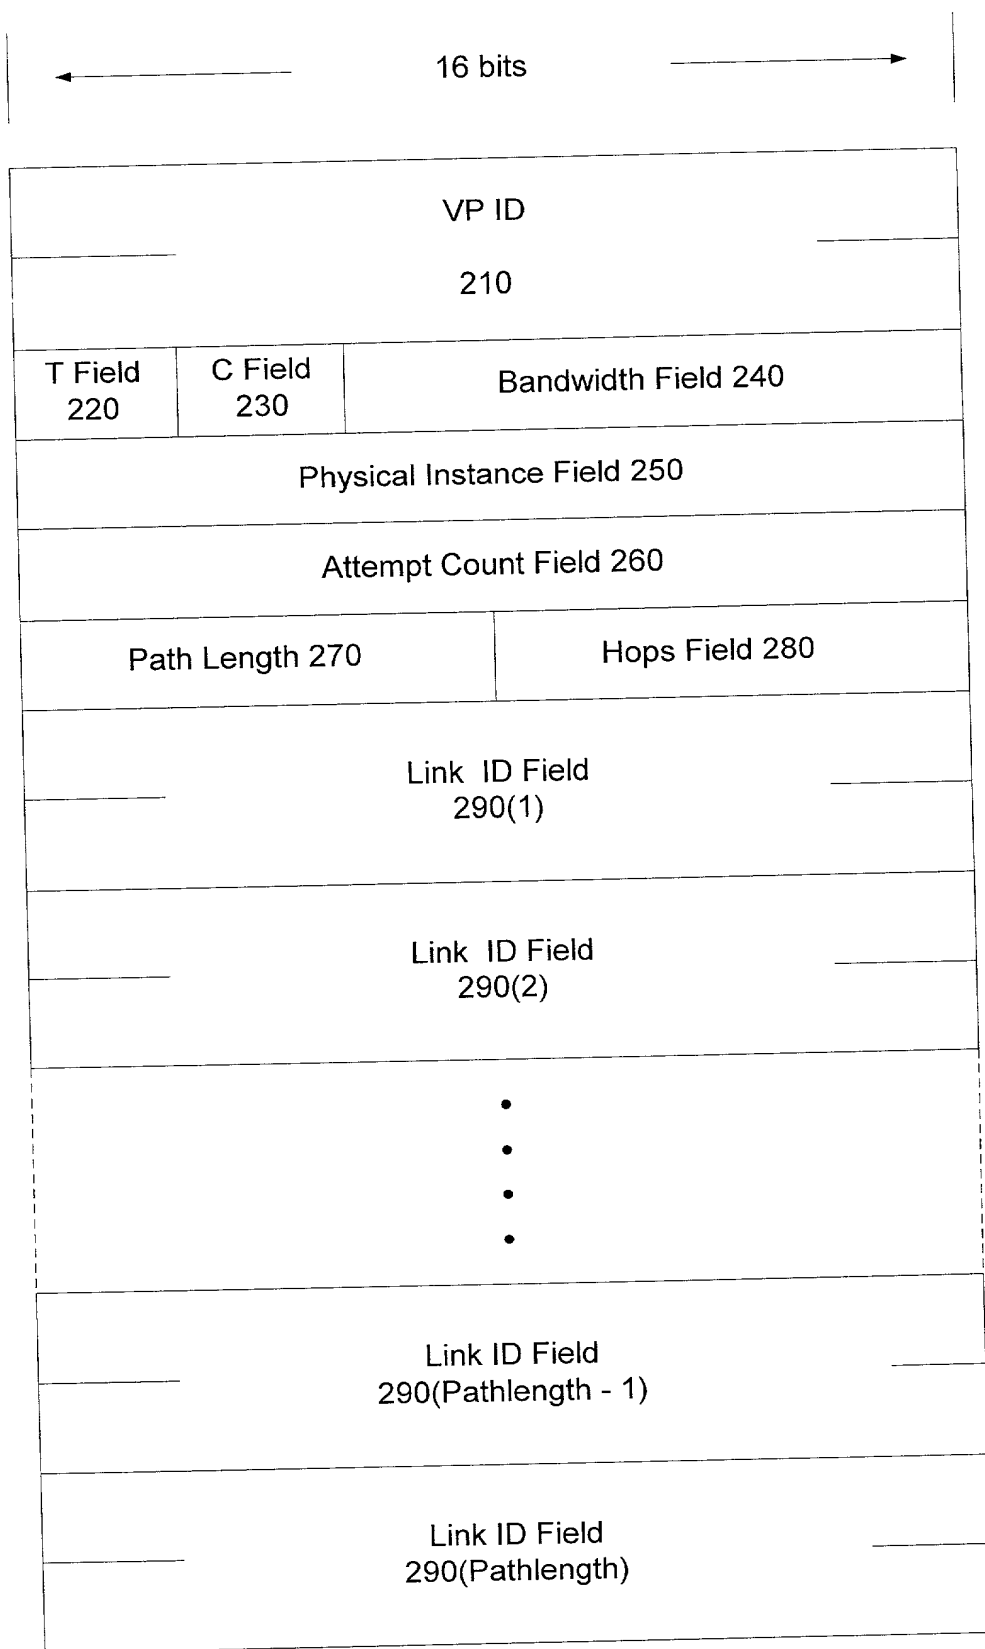 16 bits
VP ID
210
T Field
220
C Field
230
Bandwidth Field 240
Physical Instance Field 250
Attempt Count Field 260
Path Length 270
Hops Field 280
Link ID Field
290(1)
Link ID Field
290(2)
Link ID Field
290(Pathlength - 1)
Link ID Field
290(Pathlength)